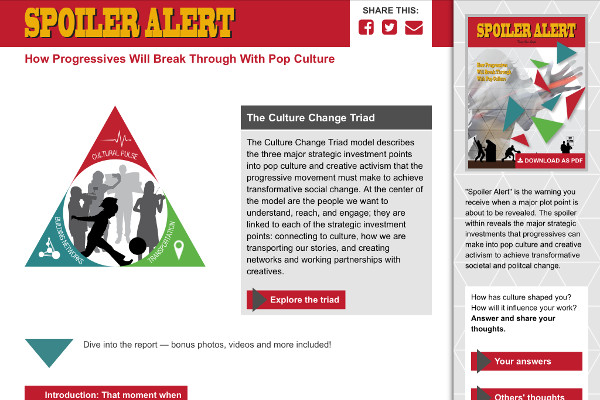 SPOILER ALERT
SHARE THIS:
How Progressives Will Break Through With Pop Culture
CULTURAL PULSE
BUILDING NETWORKS
TRANSPORTATION
The Culture Change Triad
The Culture Change Triad model describes
the three major strategic investment points
into pop culture and creative activism that the
progressive movement must make to achieve
transformative social change. At the center of
the model are the people we want to
understand, reach, and engage; they are
linked to each of the strategic investment
points: connecting to culture, how we are
transporting our stories, and creating
networks and working partnerships with
creatives.
Explore the triad
Dive into the report — bonus photos, videos and more included!
Introduction: That moment when
SPOILER ALERT
How Progressives
Will Break Through
With Pop Culture
DOWNLOAD AS PDF
"Spoiler Alert" is the warning you
receive when a major plot point is
about to be revealed. The spoiler
within reveals the major strategic
investments that progressives can
make into pop culture and creative
activism to achieve transformative
societal and politcal change.
How has culture shaped you?
How will it influence your work?
Answer and share your
thoughts.
Your answers
Others' thoughts